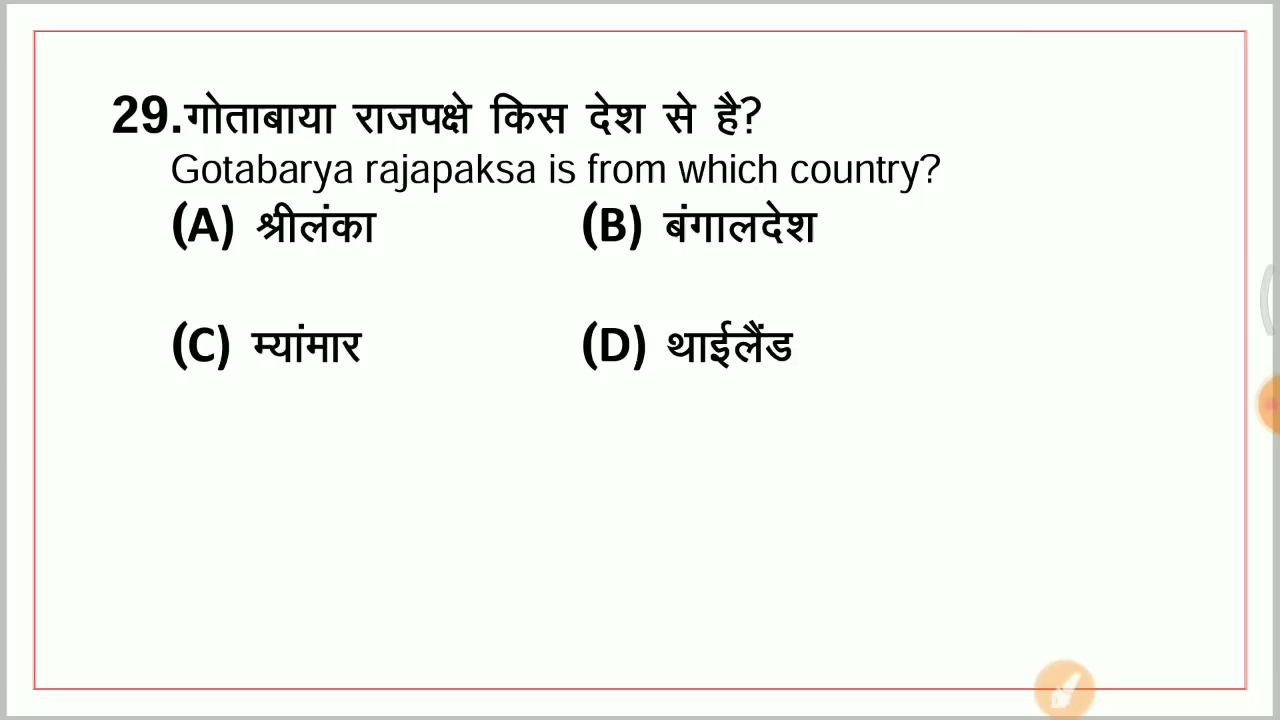 29.गोताबाया राजपक्षे किस देश से है?
Gotabarya rajapaksa is from which country?
(A) श्रीलंका (B) बंगालदेश
(C) म्यांमार (D) थाईलैंड